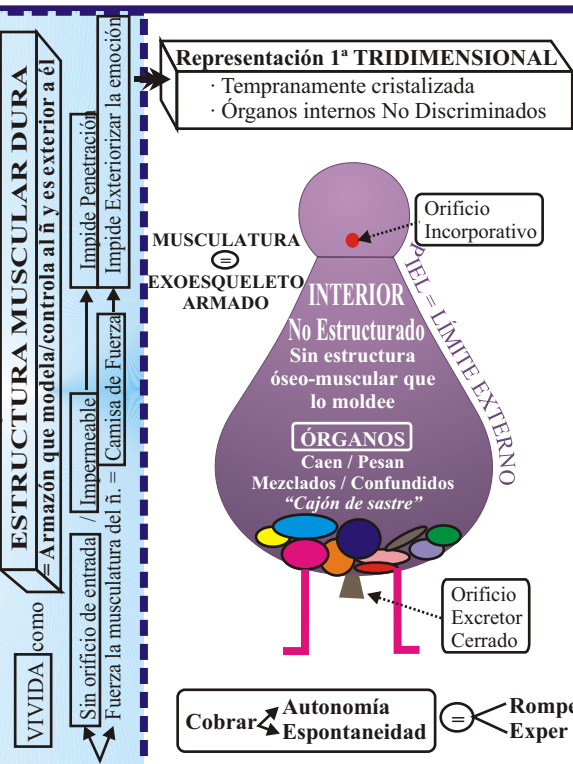 ESTRUCTURA MUSCULAR DURA
= Armazón que modela/controla al ñ y es exterior a él
VIVIDA como
Sin orificio de entrada / Impermeable
Impide Penetración
Fuerza la musculatura del ñ. = Camisa de Fuerza
Impide Exteriorizar la emoción
Representación 1ª TRIDIMENSIONAL
· Tempranamente cristalizada
· Órganos internos No Discriminados
Orificio
Incorporativo
MUSCULATURA
=
EXOESQUELETO
ARMADO
PIEL = LÍMITE EXTERNO
INTERIOR
No Estructurado
Sin estructura
óseo-muscular que
lo moldee
ÓRGANOS
Caen / Pesan
Mezclados / Confundidos
“Cajón de sastre”
Orificio
Excretor
Cerrado
Cobrar
Autonomía
Espontaneidad
=
Rompe
Exper